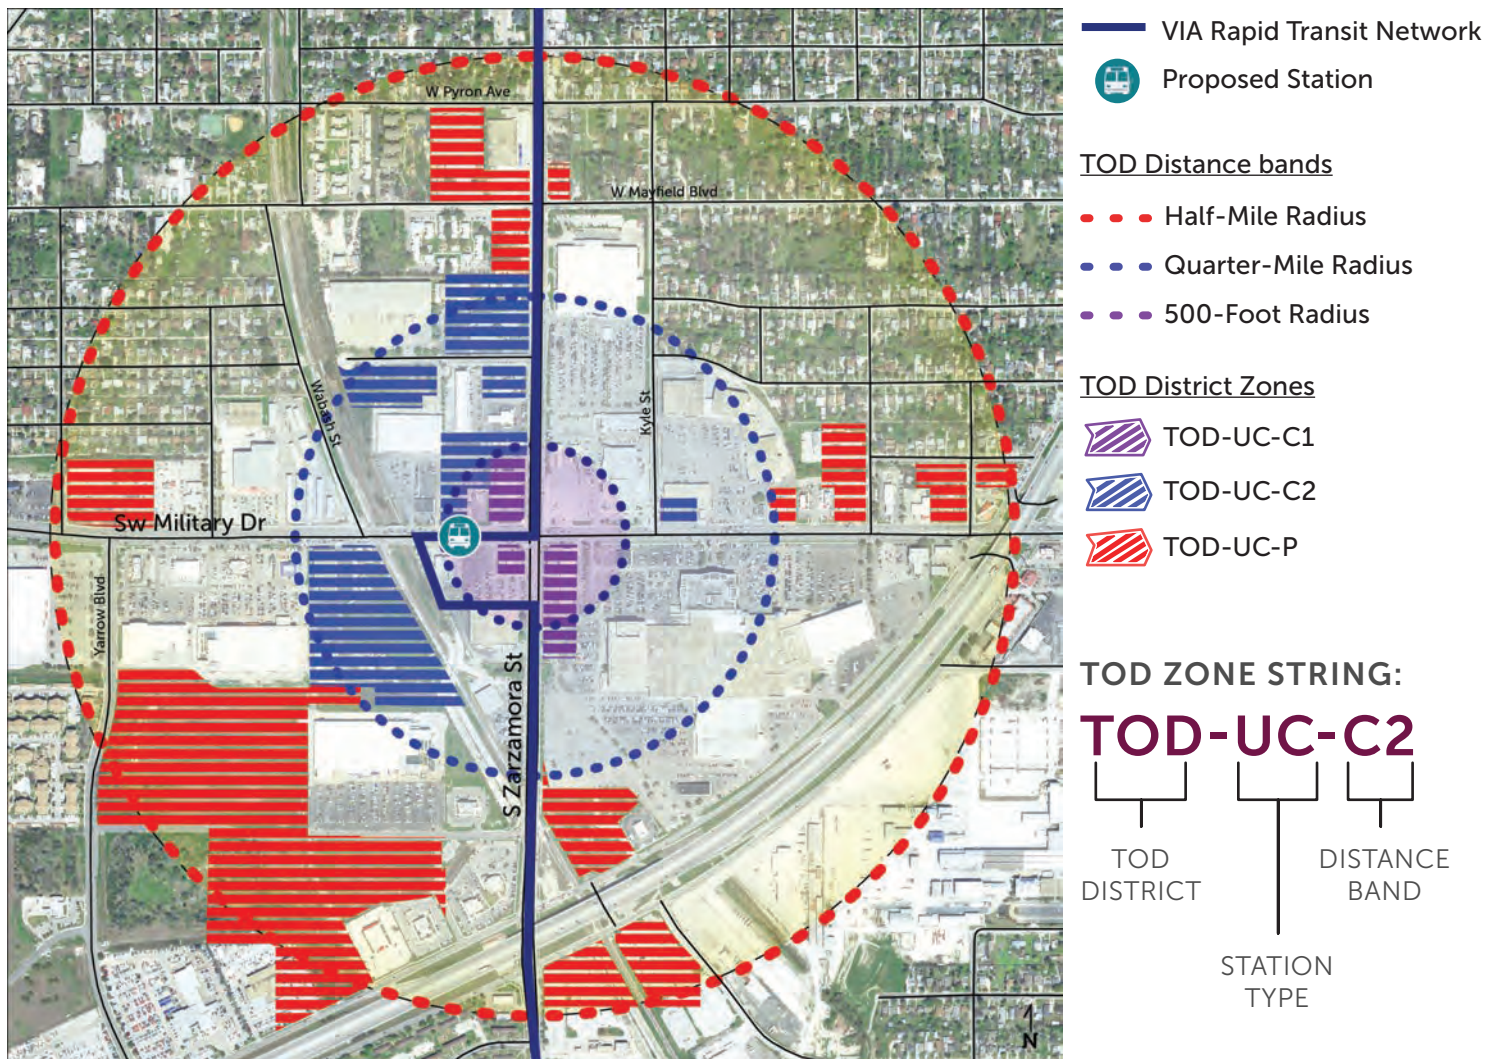 VIA Rapid Transit Network
Proposed Station
TOD Distance bands
Half-Mile Radius
Quarter-Mile Radius
500-Foot Radius
TOD District Zones
TOD-UC-C1
TOD-UC-C2
TOD-UC-P
TOD ZONE STRING:
TOD-UC-C2
TOD
DISTRICT
DISTANCE
BAND
STATION
TYPE
W Pyron Ave
W Mayfield Blvd
Wabash St
Kyle St
Sw Military Dr
Yarrow Blvd
S Zarzamora St
N